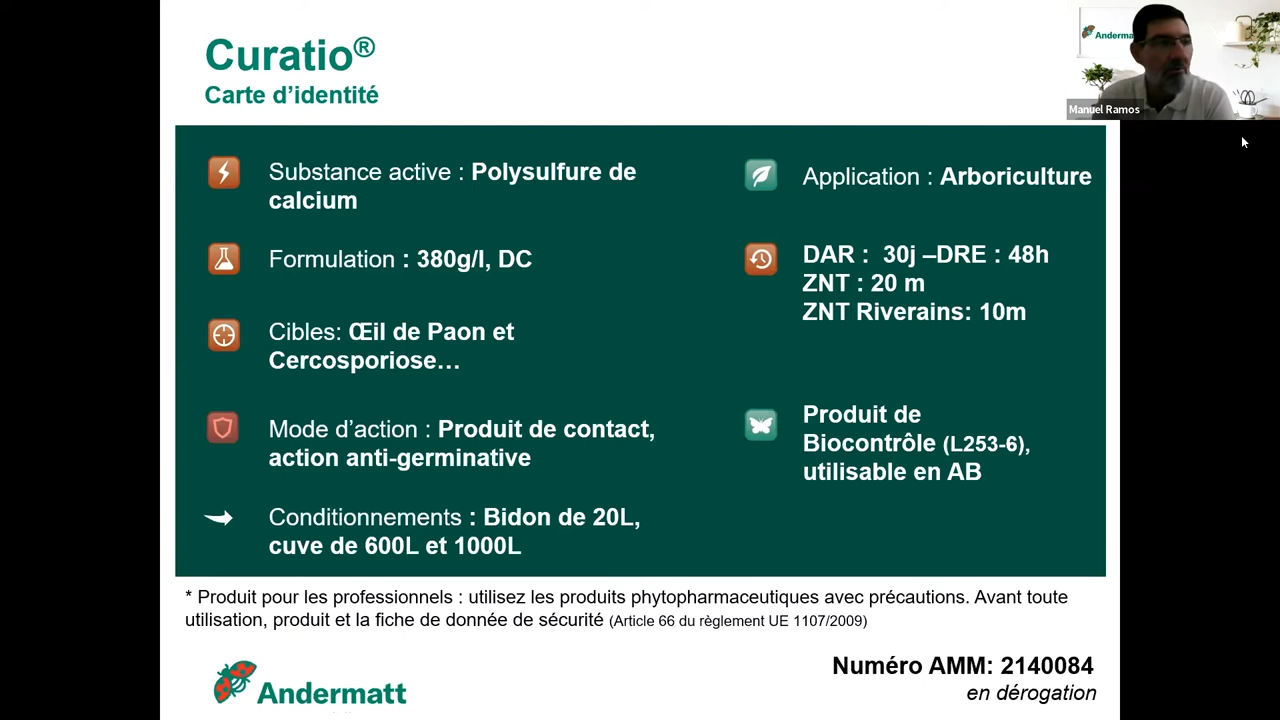 Curatio®
Carte d’identité
Substance active : Polysulfure de
calcium
Formulation : 380g/l, DC
Cibles: Œil de Paon et
Cercosporiose…
Mode d’action : Produit de contact,
action anti-germinative
Conditionnements : Bidon de 20L,
cuve de 600L et 1000L
Application : Arboriculture
DAR : 30j –DRE : 48h
ZNT : 20 m
ZNT Riverains: 10m
Produit de
Biocontrôle (L253-6),
utilisable en AB
* Produit pour les professionnels : utilisez les produits phytopharmaceutiques avec précautions. Avant toute
utilisation, produit et la fiche de donnée de sécurité (Article 66 du règlement UE 1107/2009)
Andermatt
Numéro AMM: 2140084
en dérogation
Manuel Ramos